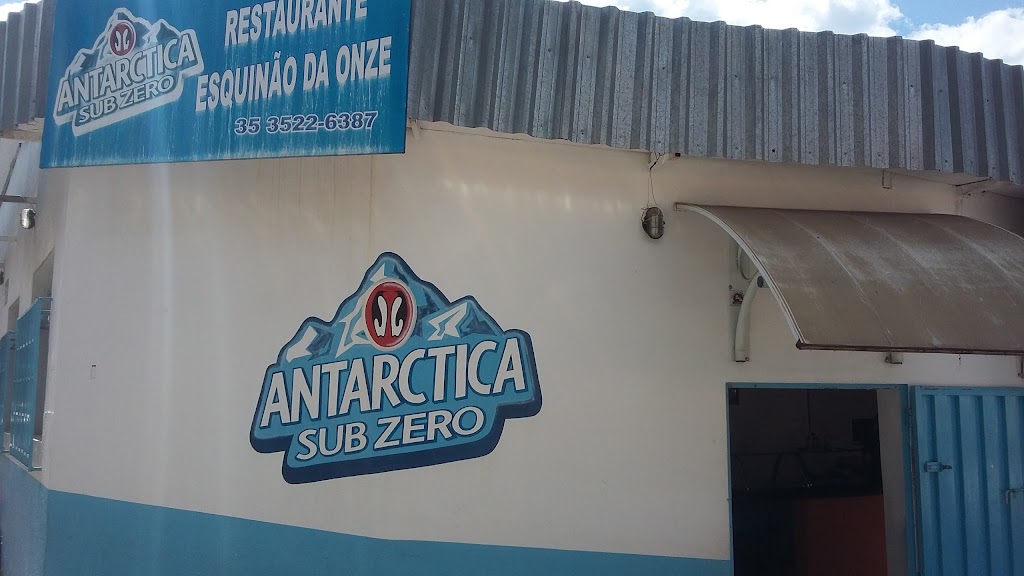 ANTARCTICA
SUB ZERO
RESTAURANTE
ESQUINÃO DA ONZE
35 3522-6387
ANTARCTICA
SUB ZERO